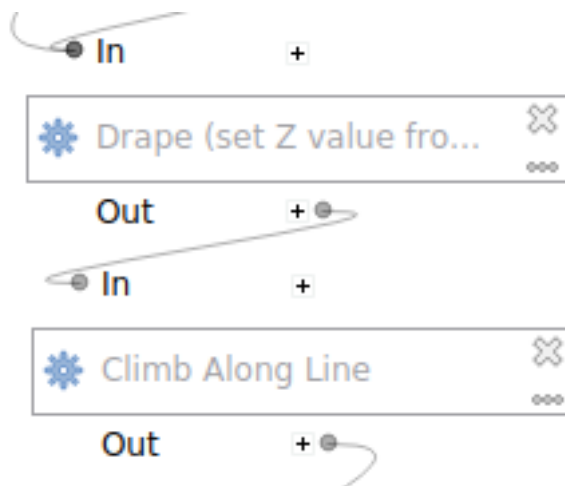 In
Drape (set Z value fro...
Out
In
Climb Along Line
Out